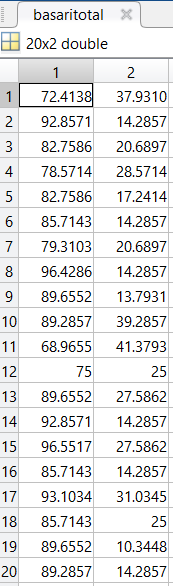 basaritotal
20x2 double
1 2
1 72.4138 37.9310
2 92.8571 14.2857
3 82.7586 20.6897
4 78.5714 28.5714
5 82.7586 17.2414
6 85.7143 14.2857
7 79.3103 20.6897
8 96.4286 14.2857
9 89.6552 13.7931
10 89.2857 39.2857
11 68.9655 41.3793
12 75 25
13 89.6552 27.5862
14 92.8571 14.2857
15 96.5517 27.5862
16 85.7143 14.2857
17 93.1034 31.0345
18 85.7143 25
19 89.6552 10.3448
20 89.2857 14.2857